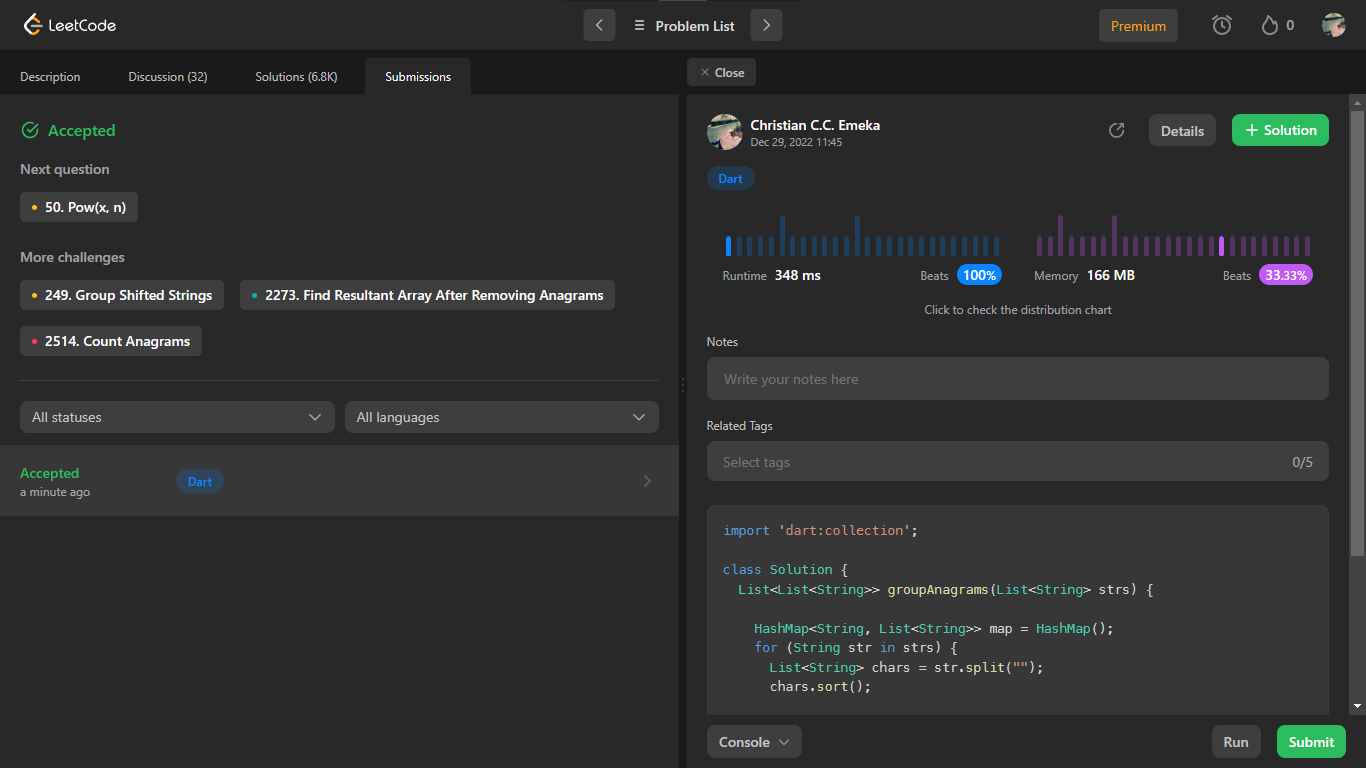 LeetCode
Problem List
Premium
0
Description
Discussion (32)
Solutions (6.8K)
Submissions
Accepted
Next question
50. Pow(x, n)
More challenges
249. Group Shifted Strings
2273. Find Resultant Array After Removing Anagrams
2514. Count Anagrams
All statuses
All languages
Accepted
a minute ago
Dart
Close
Christian C.C. Emeka
Dec 29, 2022 11:45
Details
+ Solution
Dart
Runtime 348 ms
Beats 100%
Memory 166 MB
Beats 33.33%
Click to check the distribution chart
Notes
Write your notes here
Related Tags
Select tags
0/5
import 'dart:collection';
class Solution {
List<List<String>> groupAnagrams(List<String> strs) {
HashMap<String, List<String>> map = HashMap();
for (String str in strs) {
List<String> chars = str.split("");
chars.sort();
Console
Run
Submit